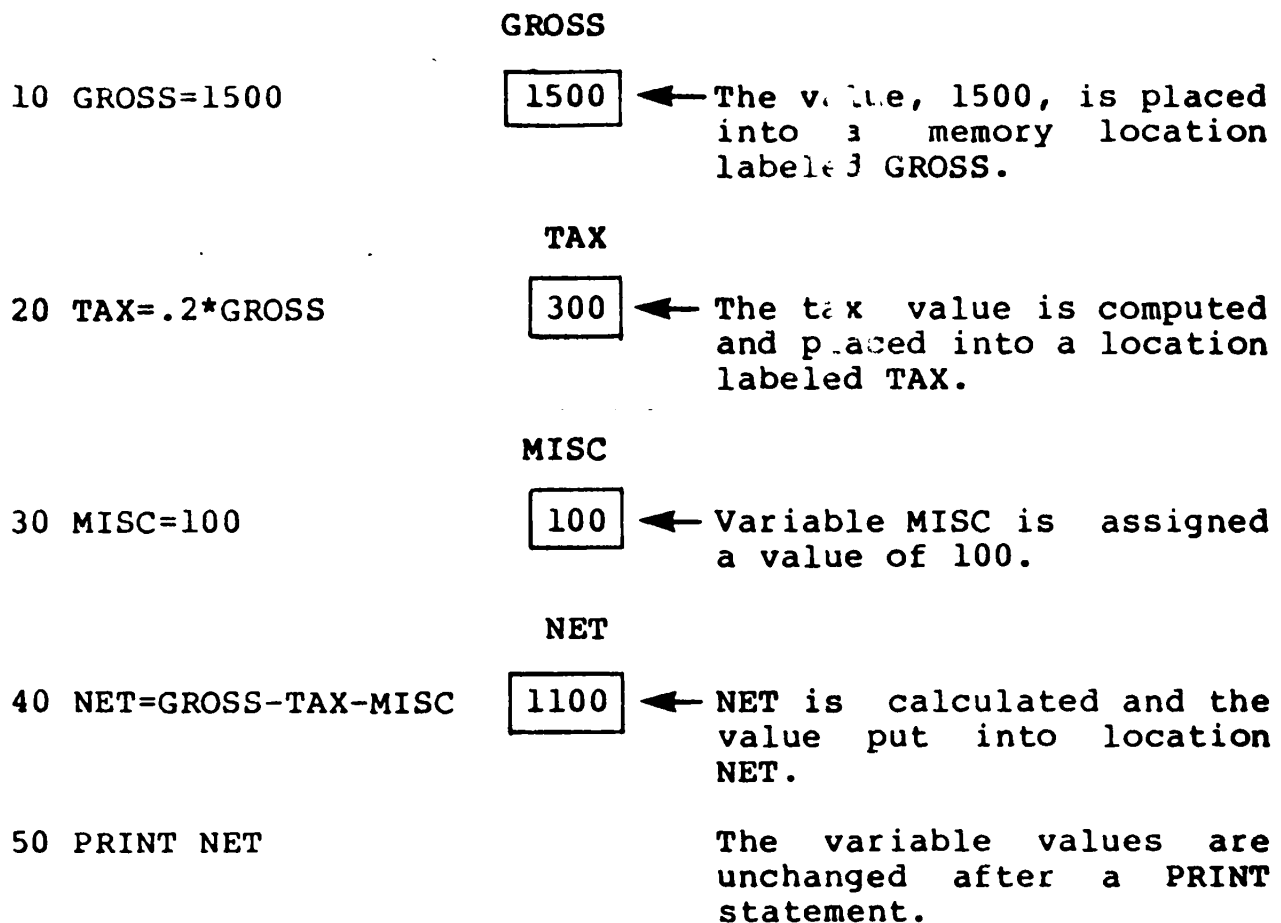 GROSS
10 GROSS=1500 1500 The value, 1500, is placed
into a memory location
labeled GROSS.
TAX
20 TAX=.2*GROSS 300 The tax value is computed
and placed into a location
labeled TAX.
MISC
30 MISC=100 100 Variable MISC is assigned
a value of 100.
NET
40 NET=GROSS-TAX-MISC 1100 NET is calculated and the
value put into location
NET.
50 PRINT NET The variable values are
unchanged after a PRINT
statement.